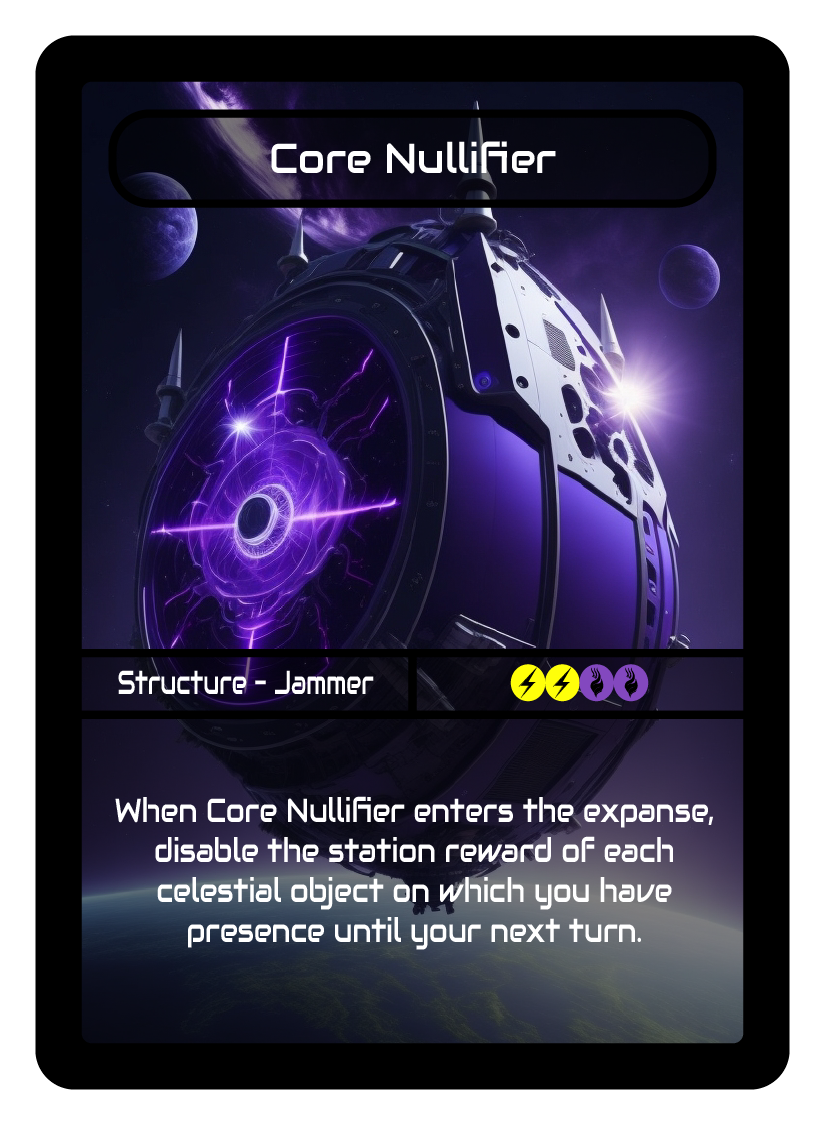 Core Nullifier
Structure - Jammer
When Core Nullifier enters the expanse,
disable the station reward of each
celestial object on which you have
presence until your next turn.